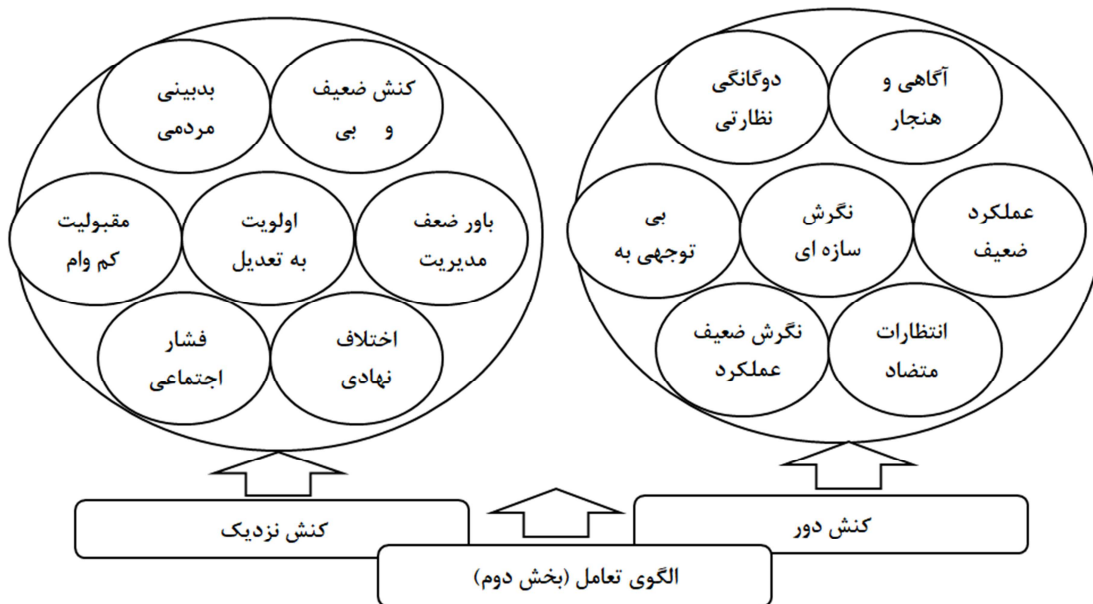 آگاهی و
هنجار
دوگانگی
نظارتی
عملکرد
ضعیف
نگرش
سازه ای
بی
توجهی به
انتظارات
متضاد
نگرش ضعیف
عملکرد
کنش ضعیف
و بی
بدبینی
مردمی
باور ضعف
مدیریت
اولویت
به تعدیل
مقبولیت
کم وام
اختلاف
نهادی
فشار
اجتماعی
کنش دور
کنش نزدیک
الگوی تعامل (بخش دوم)